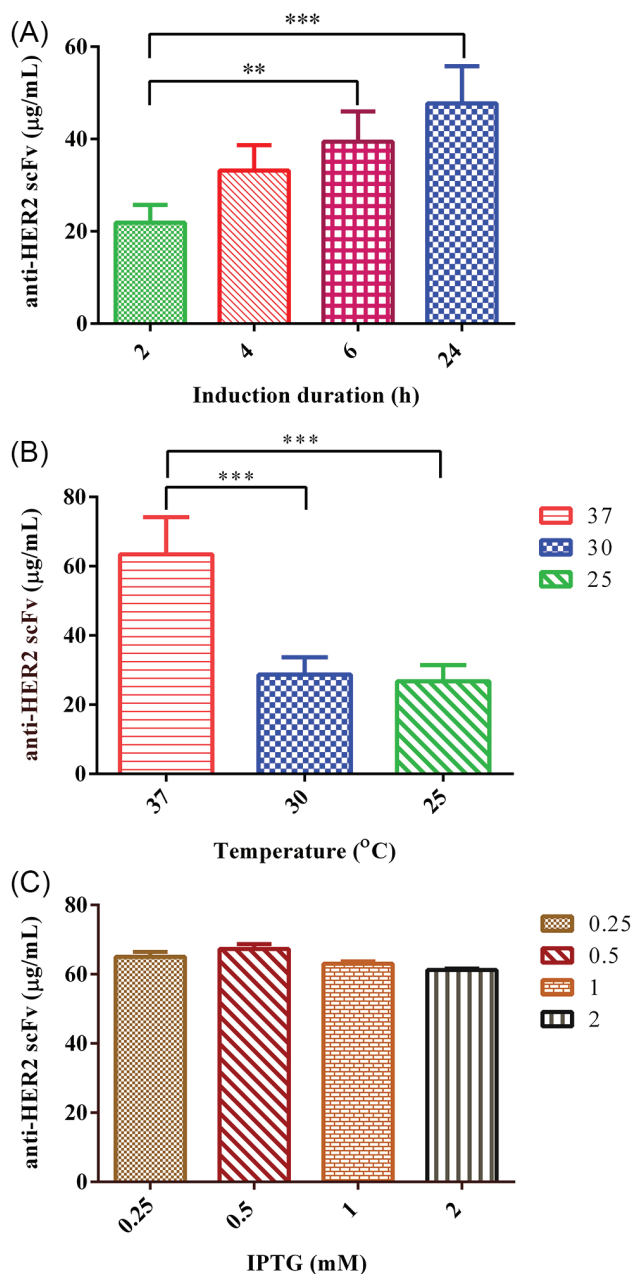 (A)
***
**
anti-HER2 scFv (μg/mL)
60
40
20
0
2 4 6 24
Induction duration (h)
(B)
***
***
anti-HER2 scFv (μg/mL)
80
60
40
20
0
37 30 25
Temperature (°C)
37
30
25
(C)
anti-HER2 scFv (μg/mL)
80
60
40
20
0
0.25 0.5 1 2
IPTG (mM)
0.25
0.5
1
2